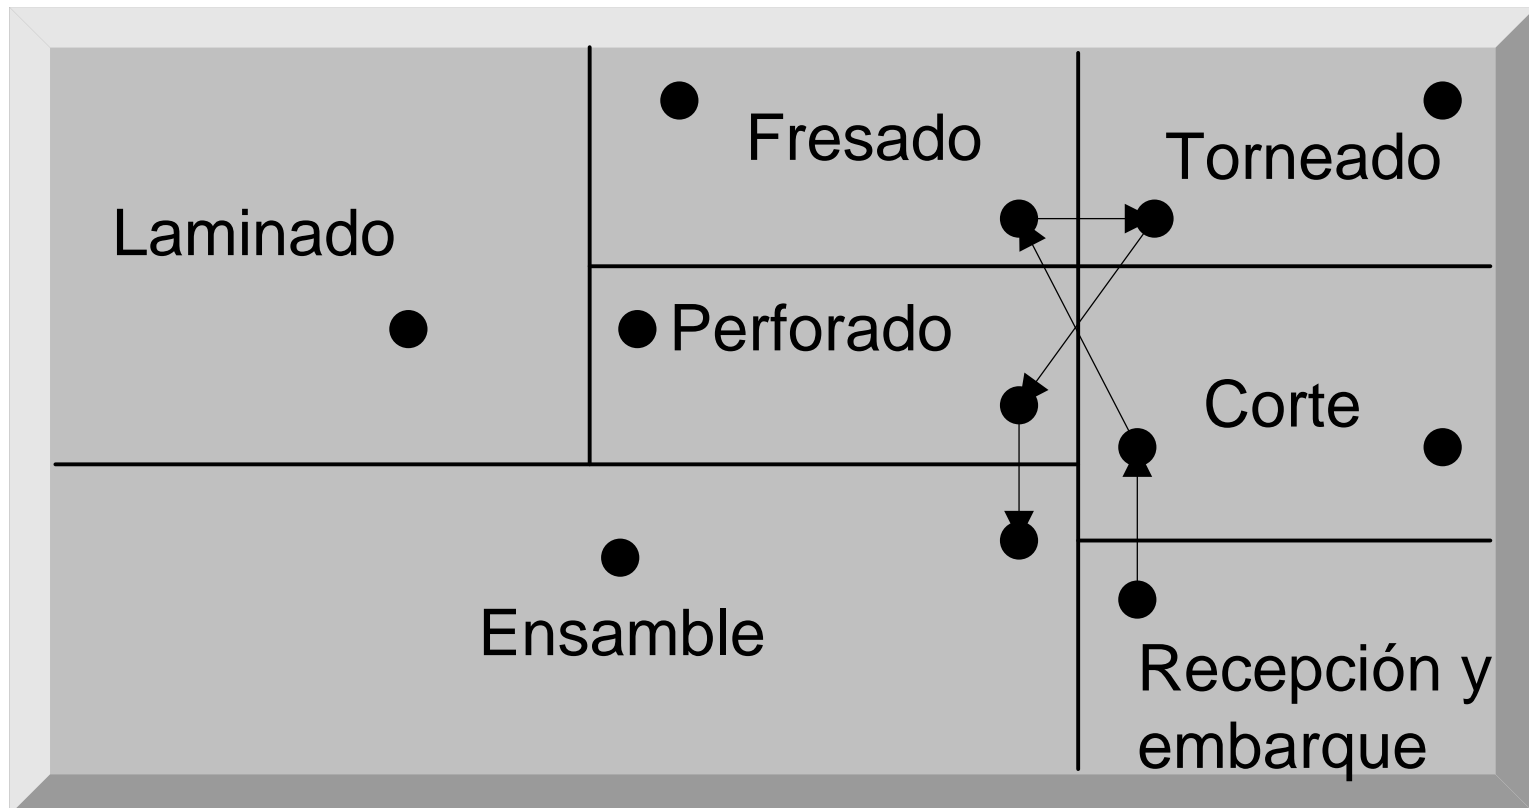 Fresado
Torneado
Laminado
Perforado
Corte
Ensamble
Recepción y
embarque